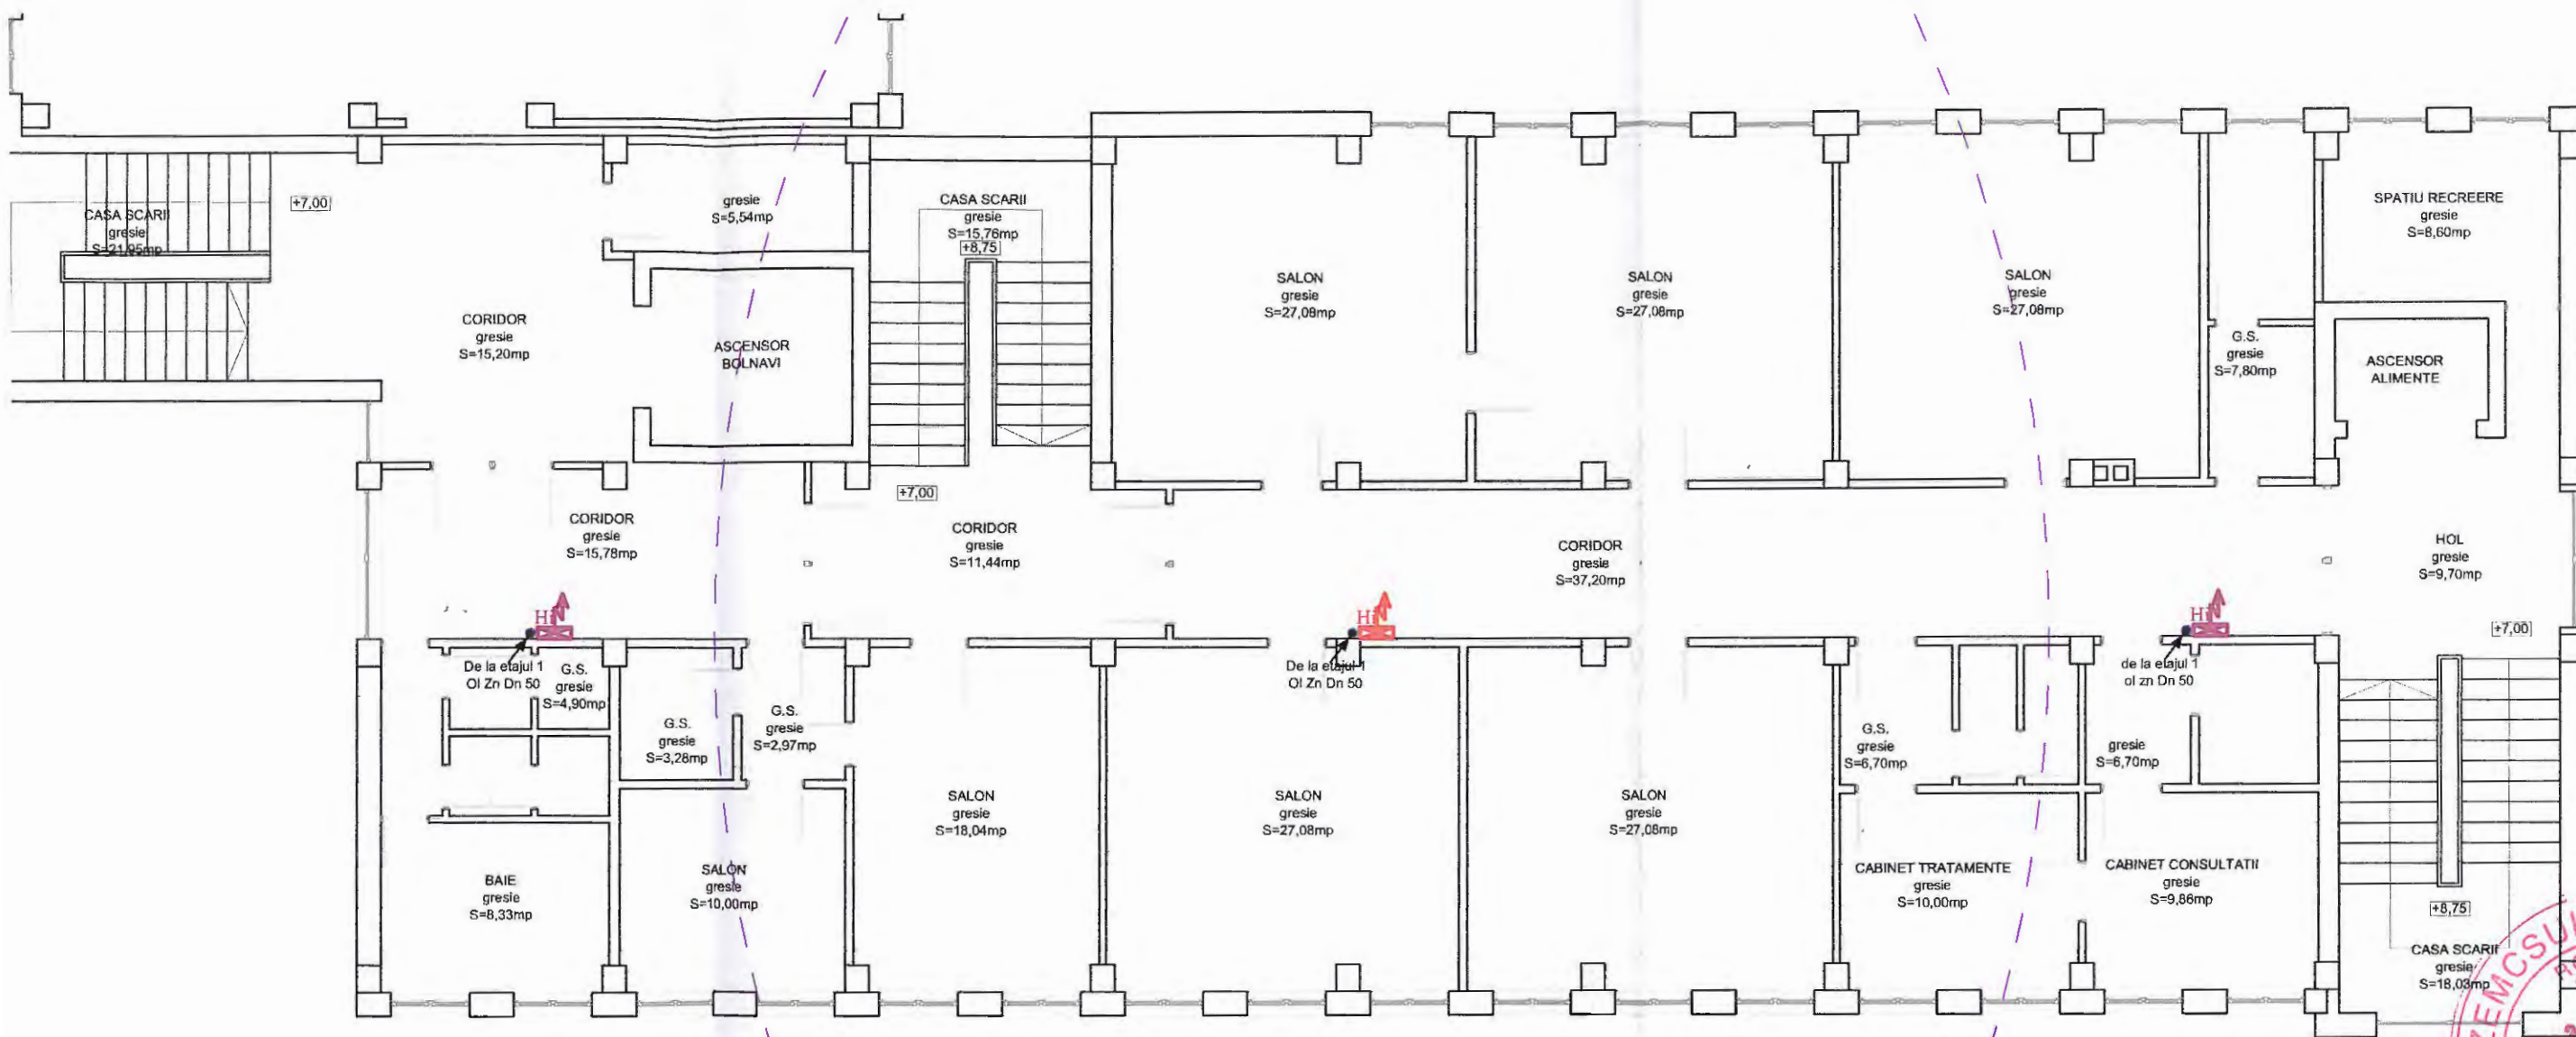 CASA SCARII
gresie
S=21,95mp
+7,00
gresie
S=5,54mp
CASA SCARII
gresie
S=15,76mp
+8,75
SALON
gresie
S=27,08mp
SALON
gresie
S=27,08mp
SALON
gresie
S=27,08mp
SPATIU RECREERE
gresie
S=8,60mp
CORIDOR
gresie
S=15,20mp
ASCENSOR
BOLNAVI
G.S.
gresie
S=7,80mp
ASCENSOR
ALIMENTE
+7,00
CORIDOR
gresie
S=15,78mp
CORIDOR
gresie
S=11,44mp
CORIDOR
gresie
S=37,20mp
HOL
gresie
S=9,70mp
+7,00
De la etajul 1
Ol Zn Dn 50
De la etajul 1
Ol Zn Dn 50
de la etajul 1
ol zn Dn 50
G.S.
gresie
S=4,90mp
G.S.
gresie
S=3,28mp
G.S.
gresie
S=2,97mp
G.S.
gresie
S=6,70mp
gresie
S=6,70mp
SALON
gresie
S=18,04mp
SALON
gresie
S=27,08mp
SALON
gresie
S=27,08mp
BAIE
gresie
S=8,33mp
SALON
gresie
S=10,00mp
CABINET TRATAMENTE
gresie
S=10,00mp
CABINET CONSULTATII
gresie
S=9,86mp
+8,75
CASA SCARII
gresie
S=18,03mp